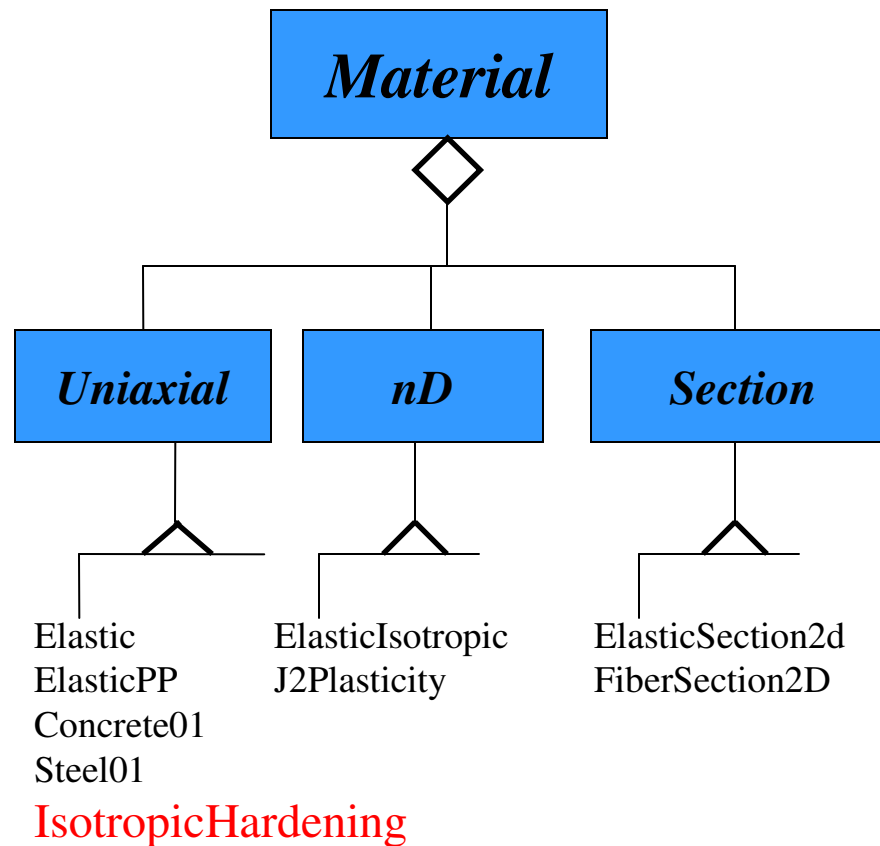 Material
Uniaxial
nD
Section
Elastic
ElasticPP
Concrete01
Steel01
IsotropicHardening
ElasticIsotropic
J2Plasticity
ElasticSection2d
FiberSection2D